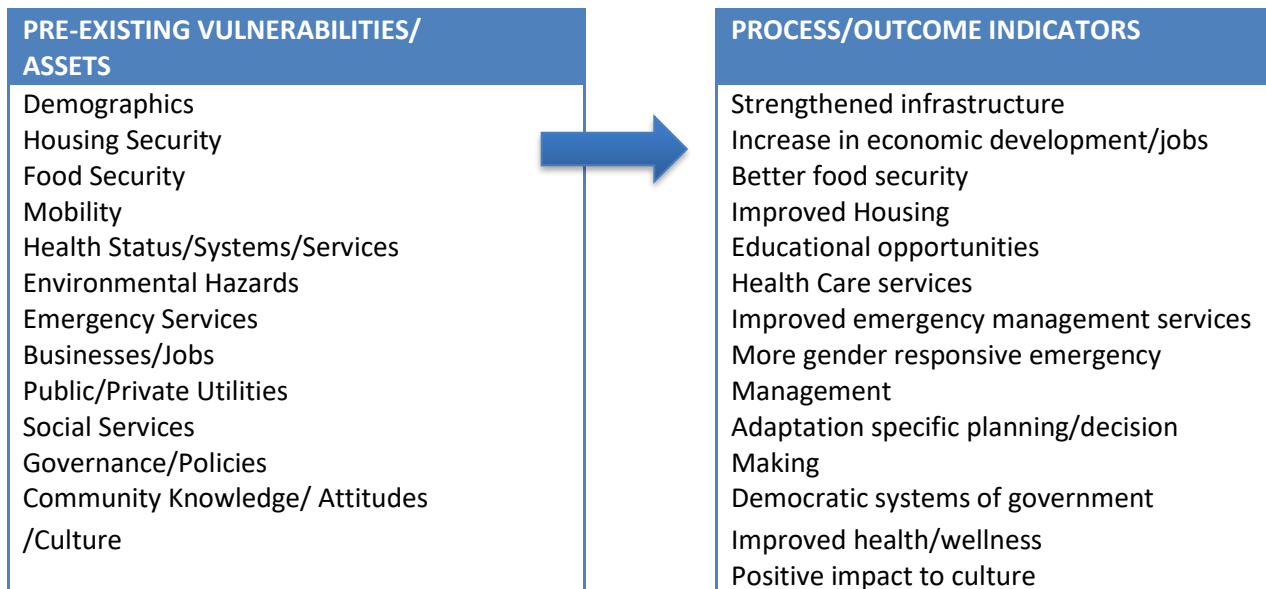 PRE-EXISTING VULNERABILITIES/
ASSETS
Demographics
Housing Security
Food Security
Mobility
Health Status/Systems/Services
Environmental Hazards
Emergency Services
Businesses/Jobs
Public/Private Utilities
Social Services
Governance/Policies
Community Knowledge/ Attitudes
/Culture
PROCESS/OUTCOME INDICATORS
Strengthened infrastructure
Increase in economic development/jobs
Better food security
Improved Housing
Educational opportunities
Health Care services
Improved emergency management services
More gender responsive emergency
Management
Adaptation specific planning/decision
Making
Democratic systems of government
Improved health/wellness
Positive impact to culture